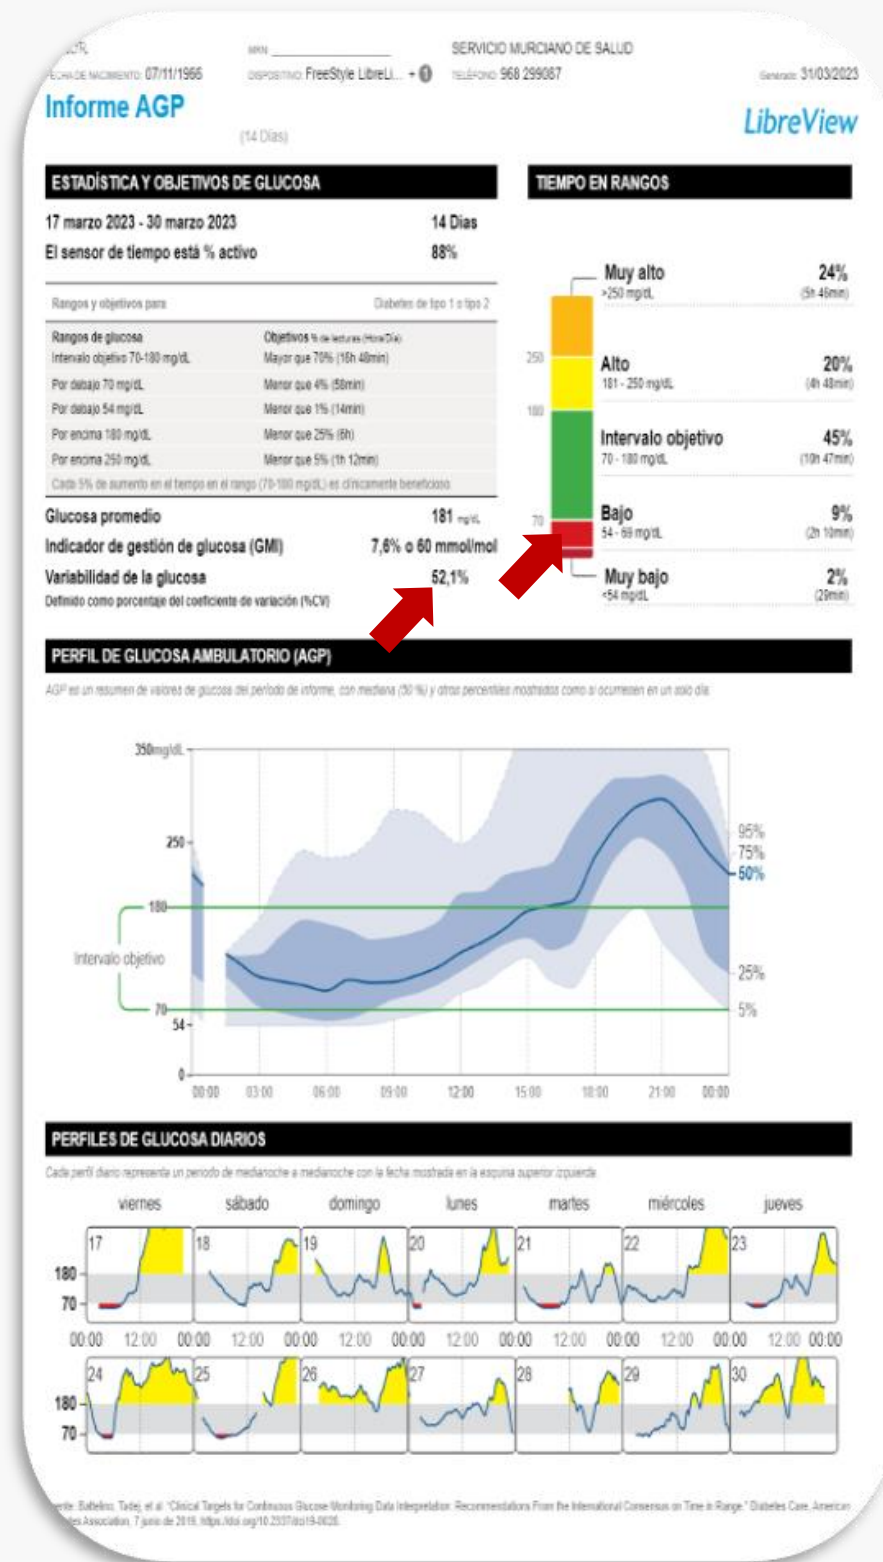 MRN
SERVICIO MURCIANO DE SALUD
FECHA DE NACIMIENTO: 07/11/1966
DISPOSITIVO: FreeStyle LibreLi... + 1
TELÉFONO: 968 299087
Generado: 31/03/2023
Informe AGP
LibreView
(14 Días)
ESTADÍSTICA Y OBJETIVOS DE GLUCOSA
17 marzo 2023 - 30 marzo 2023 14 Dias
El sensor de tiempo está % activo 88%
Rangos y objetivos para Diabetes de tipo 1 o tipo 2
Rangos de glucosa Objetivos % de lecturas (Hora/Día)
Intervalo objetivo 70-180 mg/dL Mayor que 70% (16h 48min)
Por debajo 70 mg/dL Menor que 4% (58min)
Por debajo 54 mg/dL Menor que 1% (14min)
Por encima 180 mg/dL Menor que 25% (6h)
Por encima 250 mg/dL Menor que 5% (1h 12min)
Cada 5% de aumento en el tiempo en el rango (70-180 mg/dL) es clínicamente beneficioso.
Glucosa promedio 181 mg/dL
Indicador de gestión de glucosa (GMI) 7,6% o 60 mmol/mol
Variabilidad de la glucosa 52,1%
Definido como porcentaje del coeficiente de variación (%CV)
TIEMPO EN RANGOS
Muy alto 24%
>250 mg/dL (5h 46min)
250
Alto 20%
181 - 250 mg/dL (4h 48min)
180
Intervalo objetivo 45%
70 - 180 mg/dL (10h 47min)
70
Bajo 9%
54 - 69 mg/dL (2h 10min)
Muy bajo 2%
<54 mg/dL (29min)
PERFIL DE GLUCOSA AMBULATORIO (AGP)
AGP es un resumen de valores de glucosa del período de informe, con mediana (50 %) y otros percentiles mostrados como si ocurriesen en un solo día.
350mg/dL
250
180
Intervalo objetivo
70
54
0
95%
75%
50%
25%
5%
00:00 03:00 06:00 09:00 12:00 15:00 18:00 21:00 00:00
PERFILES DE GLUCOSA DIARIOS
Cada perfil diario representa un periodo de medianoche a medianoche con la fecha mostrada en la esquina superior izquierda.
viernes sábado domingo lunes martes miércoles jueves
17 18 19 20 21 22 23
180
70
00:00 12:00 00:00 12:00 00:00 12:00 00:00 12:00 00:00 12:00 00:00 12:00 00:00 12:00 00:00
24 25 26 27 28 29 30
180
70
Battelino, Tadej, et al. "Clinical Targets for Continuous Glucose Monitoring Data Interpretation: Recommendations From the International Consensus on Time in Range." Diabetes Care. American
Association, 7 junio de 2019, https://doi.org/10.2337/dci19-0028.